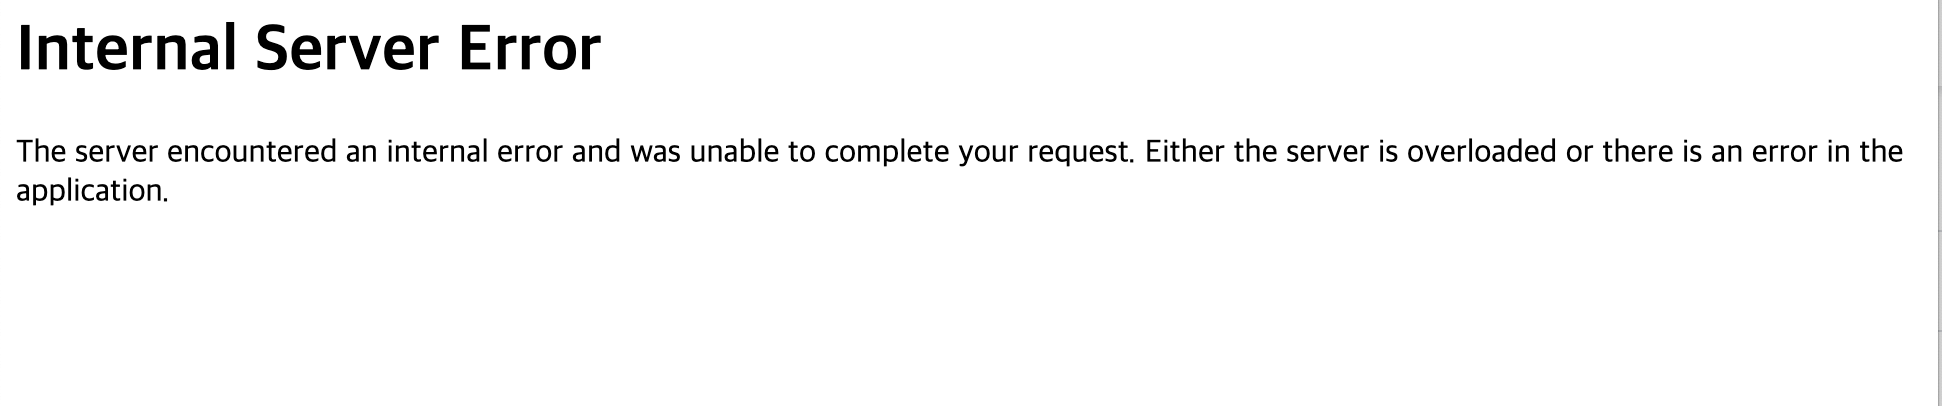 Internal Server Error
The server encountered an internal error and was unable to complete your request. Either the server is overloaded or there is an error in the
application.